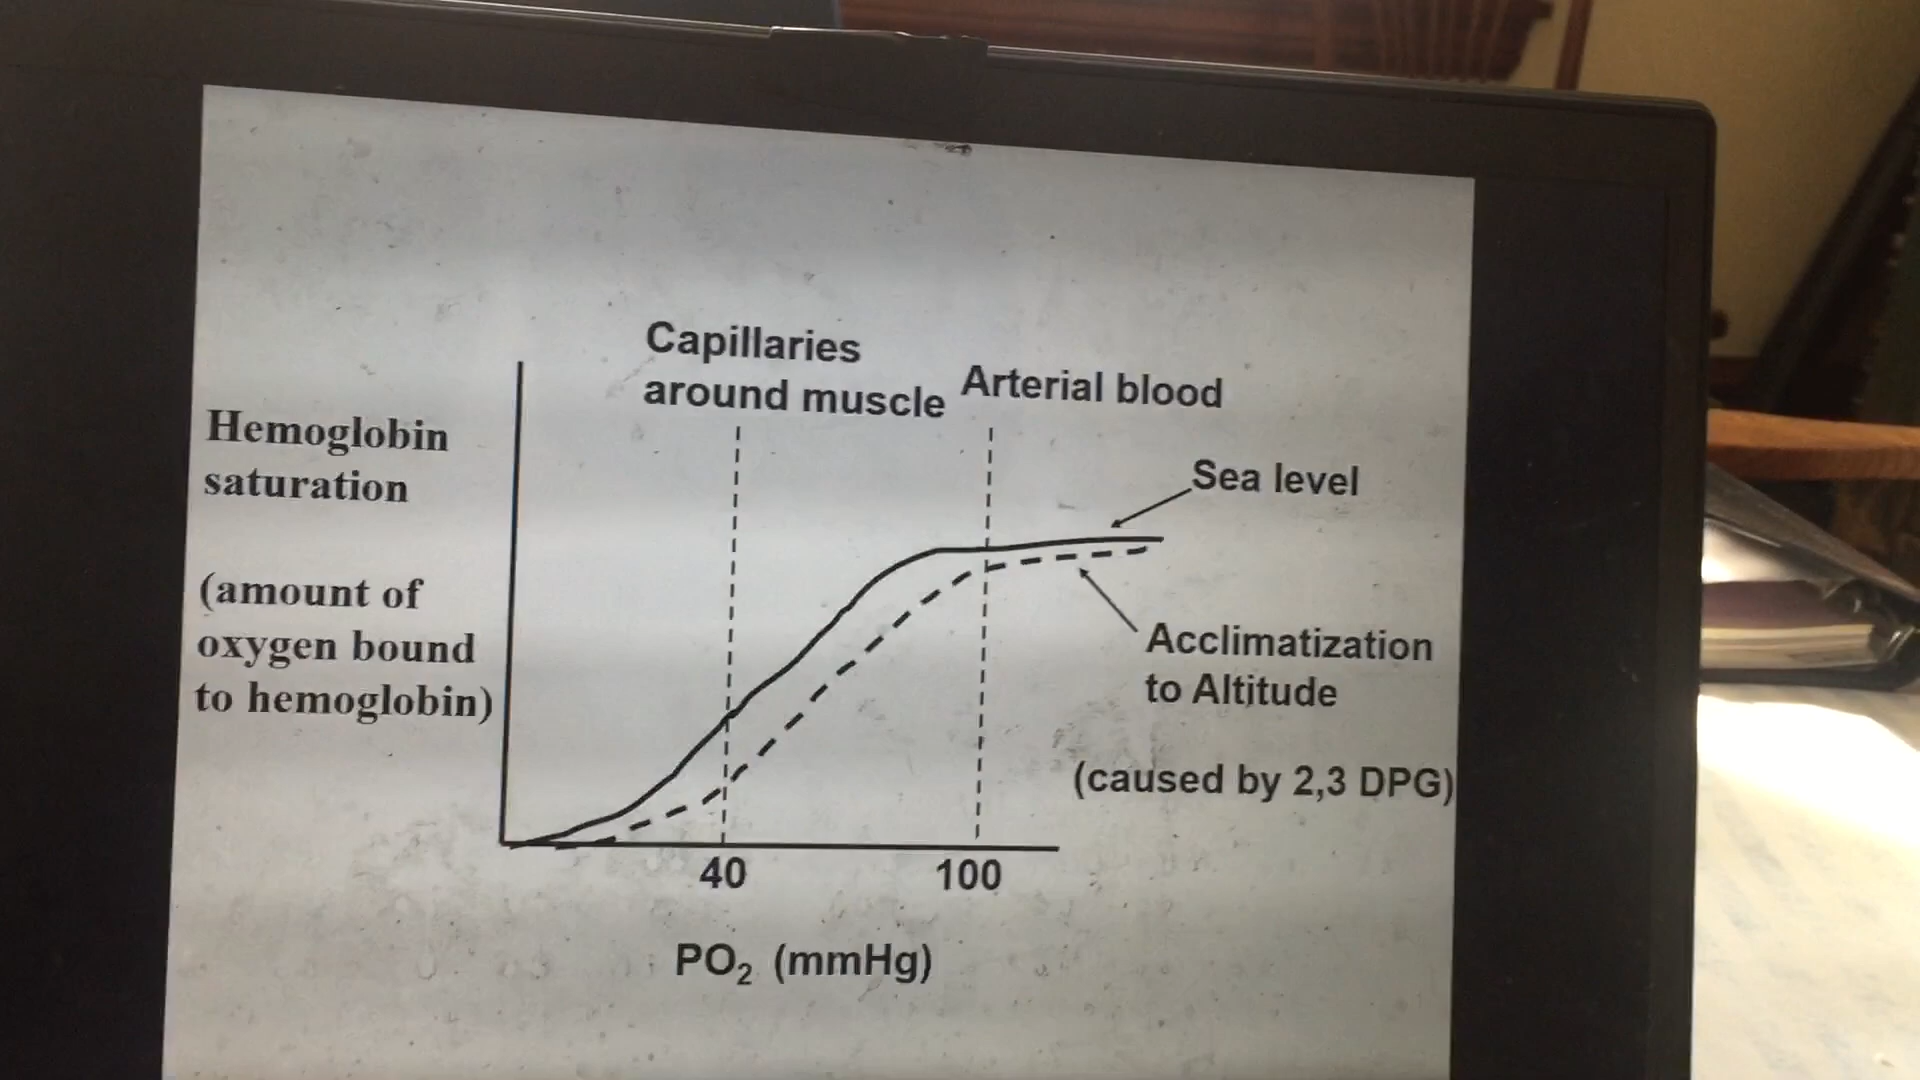 Capillaries
around muscle
Arterial blood
Hemoglobin
saturation
Sea level
(amount of
oxygen bound
to hemoglobin)
Acclimatization
to Altitude
(caused by 2,3 DPG)
40
100
PO₂ (mmHg)